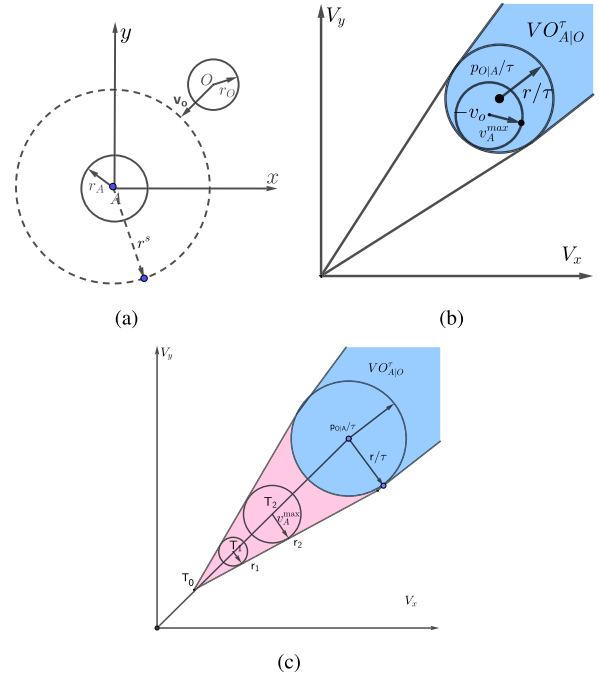 y
O
r_O
v_o
r_A
A
x
r^s
(a)
V_y
VO^τ_{A|O}
p_{O|A}/τ
r/τ
−v_o
v_A^{max}
V_x
(b)
V_y
VO^τ_{A|O}
p_{O|A}/τ
r/τ
T_2
v_A^{max}
r_2
T_1
r_1
T_0
V_x
(c)